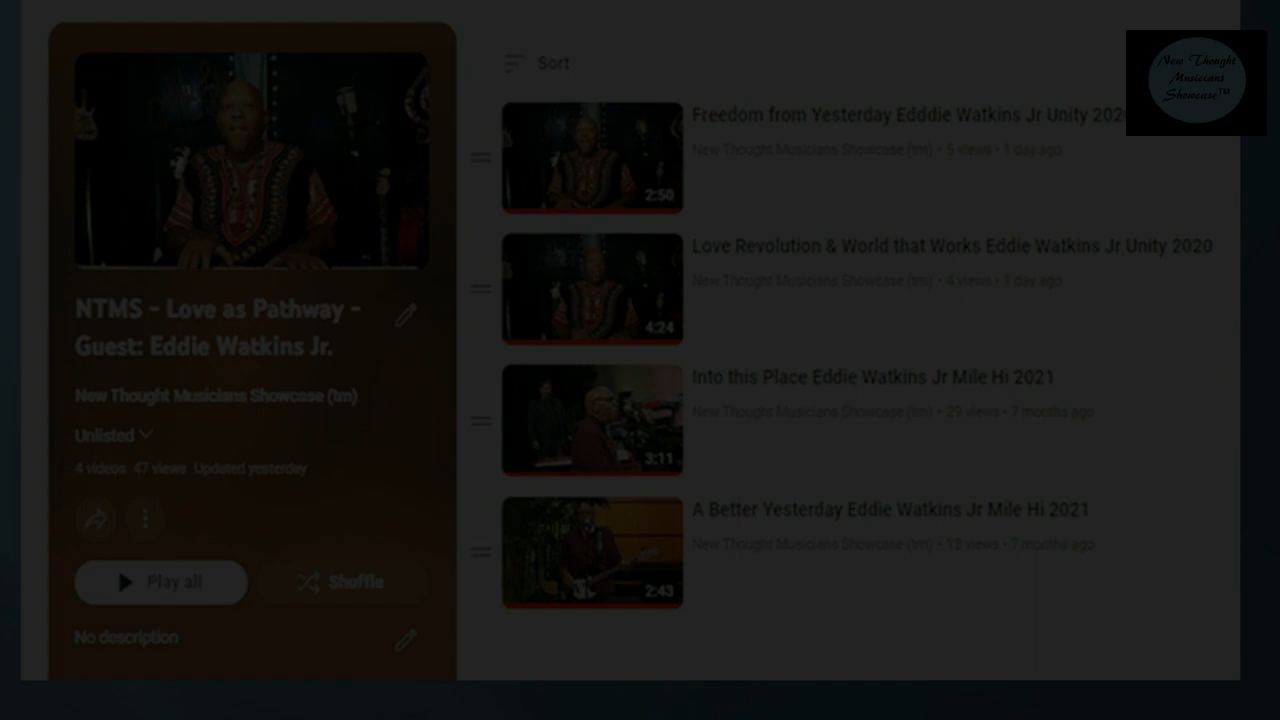 New Thought
Musicians
Showcase™
Sort
Freedom from Yesterday Edddie Watkins Jr Unity 202
New Thought Musicians Showcase (tm) • 5 views • 1 day ago
2:50
Love Revolution & World that Works Eddie Watkins Jr Unity 2020
New Thought Musicians Showcase (tm) • 4 views • 1 day ago
4:24
Into this Place Eddie Watkins Jr Mile Hi 2021
New Thought Musicians Showcase (tm) • 29 views • 7 months ago
3:11
A Better Yesterday Eddie Watkins Jr Mile Hi 2021
New Thought Musicians Showcase (tm) • 18 views • 7 months ago
2:43
NTMS - Love as Pathway -
Guest: Eddie Watkins Jr.
New Thought Musicians Showcase (tm)
Unlisted
4 videos 47 views Updated yesterday
Play all
Shuffle
No description